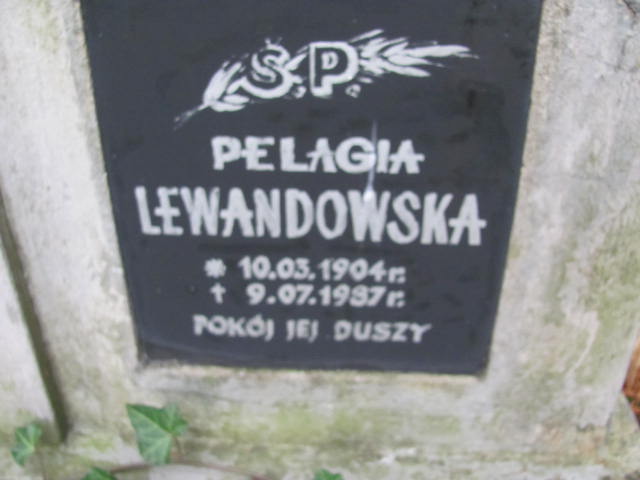 S.P.
PELAGIA
LEWANDOWSKA
* 10.03.1904 r.
† 9.07.1987 r.
POKÓJ JEJ DUSZY